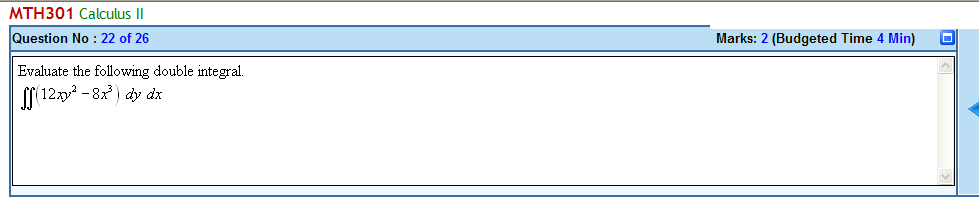 MTH301 Calculus II
Question No : 22 of 26 Marks: 2 (Budgeted Time 4 Min)
Evaluate the following double integral.
∬(12xy² − 8x³) dy dx